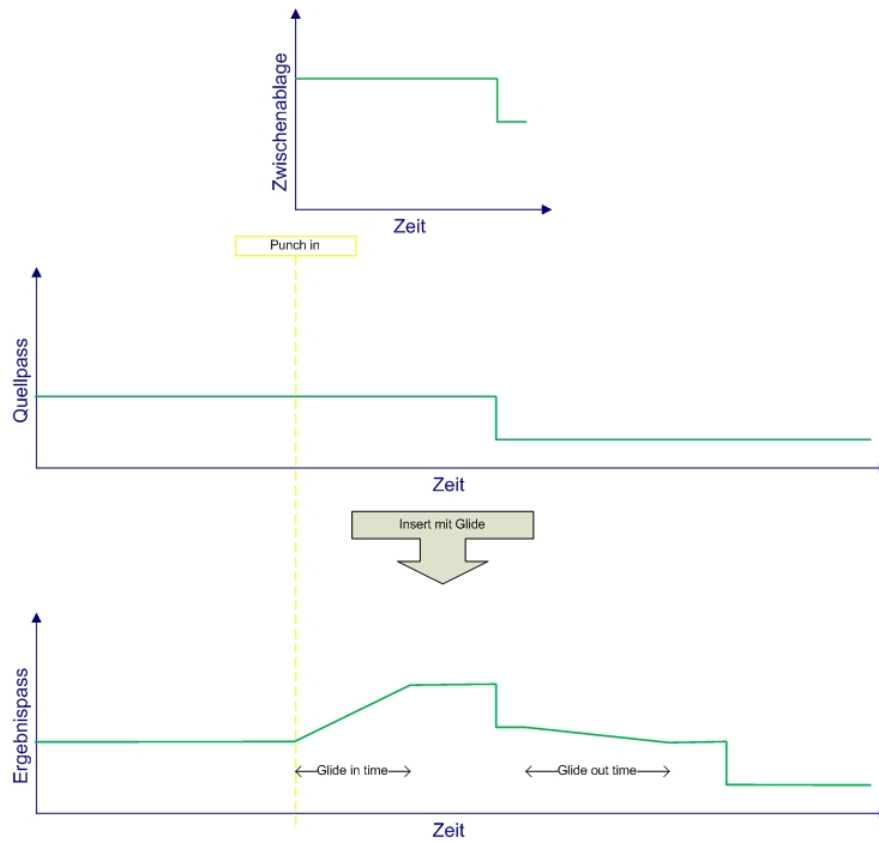 Zwischenablage
Zeit
Punch in
Quellpass
Zeit
Insert mit Glide
Ergebnispass
Glide in time
Glide out time
Zeit